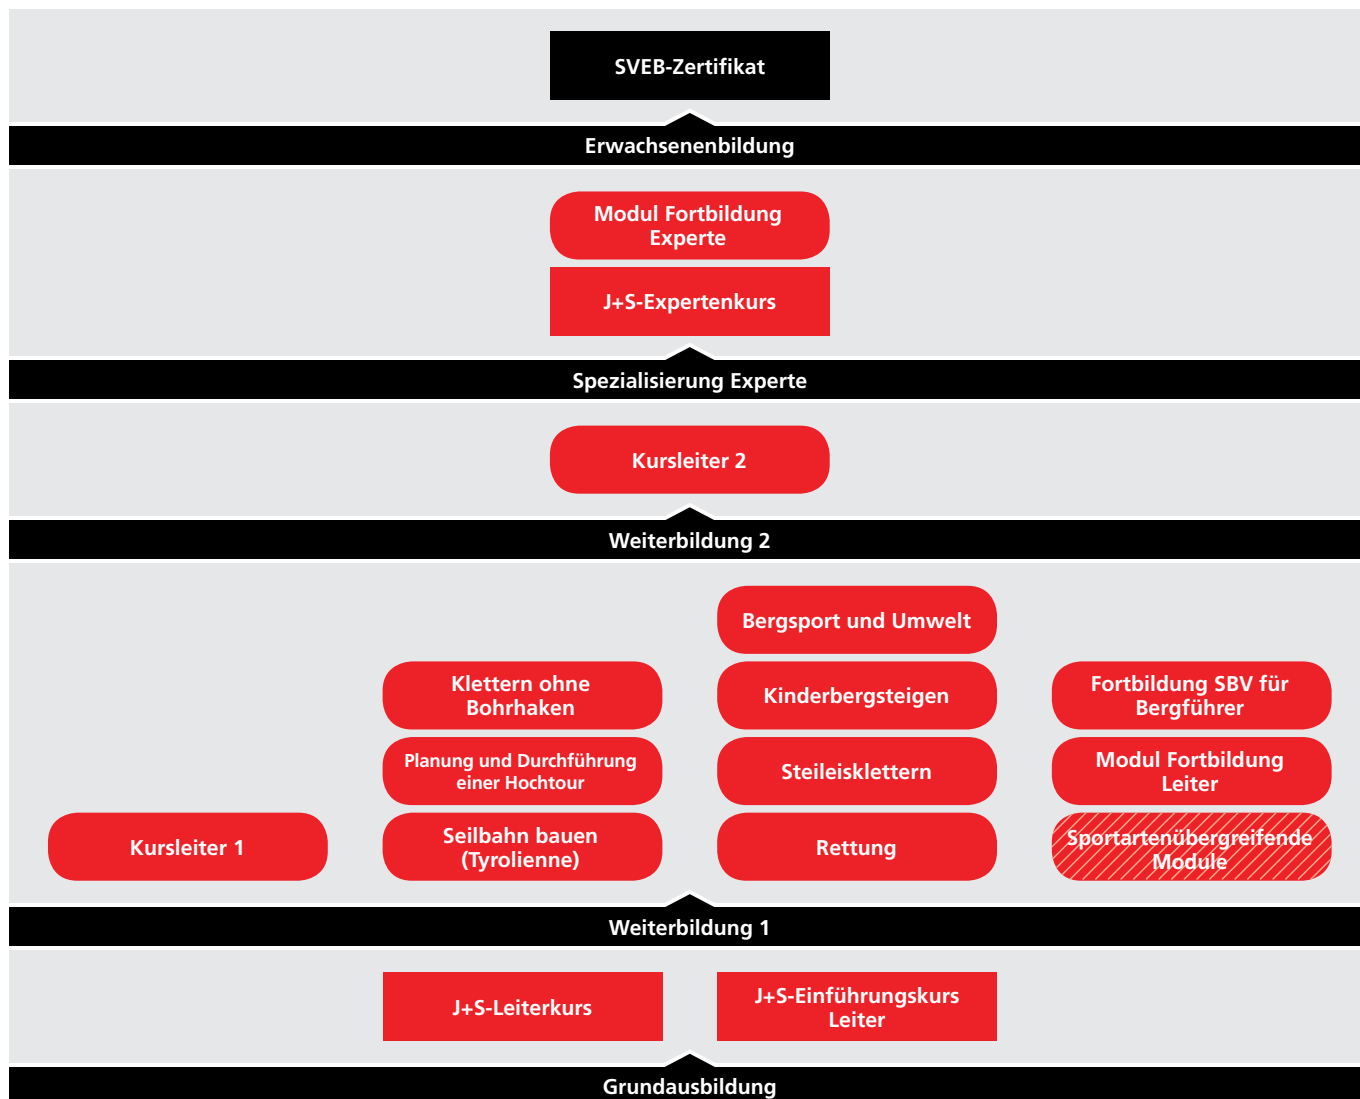 SVEB-Zertifikat
Erwachsenenbildung
Modul Fortbildung
Experte
J+S-Expertenkurs
Spezialisierung Experte
Kursleiter 2
Weiterbildung 2
Kursleiter 1
Klettern ohne
Bohrhaken
Planung und Durchführung
einer Hochtour
Seilbahn bauen
(Tyrolienne)
Bergsport und Umwelt
Kinderbergsteigen
Steileisklettern
Rettung
Fortbildung SBV für
Bergführer
Modul Fortbildung
Leiter
Sportartenübergreifende
Module
Weiterbildung 1
J+S-Leiterkurs
J+S-Einführungskurs
Leiter
Grundausbildung